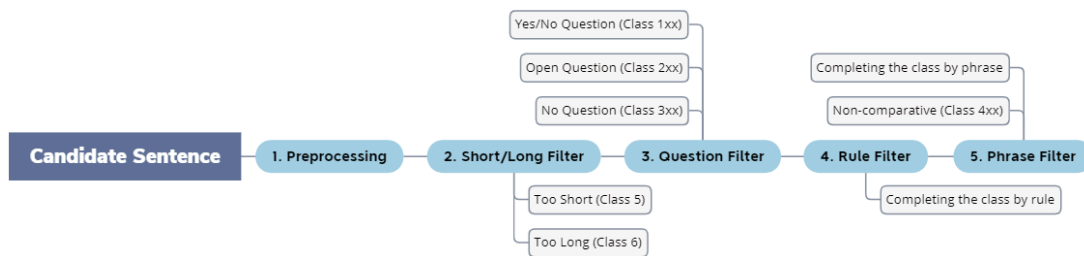 Yes/No Question (Class 1xx)
Open Question (Class 2xx)
Completing the class by phrase
No Question (Class 3xx)
Non-comparative (Class 4xx)
Candidate Sentence
1. Preprocessing
2. Short/Long Filter
3. Question Filter
4. Rule Filter
5. Phrase Filter
Too Short (Class 5)
Completing the class by rule
Too Long (Class 6)